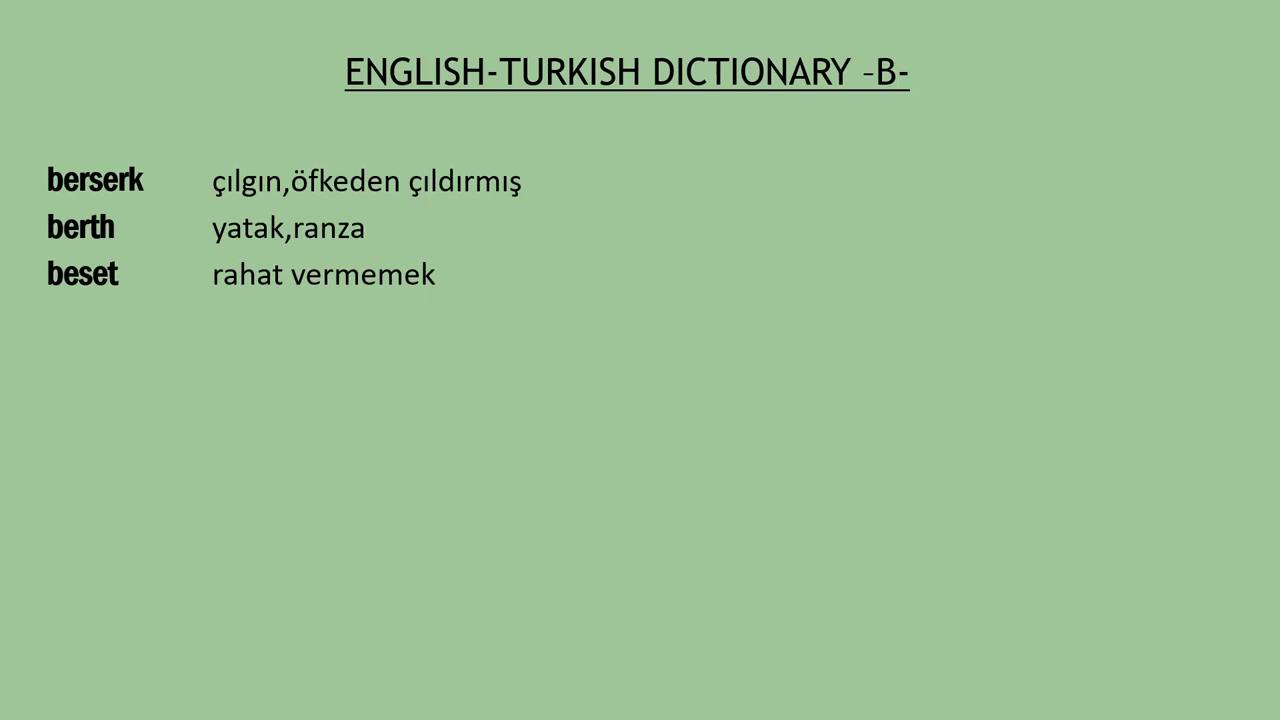 ENGLISH-TURKISH DICTIONARY –B-
berserk çılgın,öfkeden çıldırmış
berth yatak,ranza
beset rahat vermemek